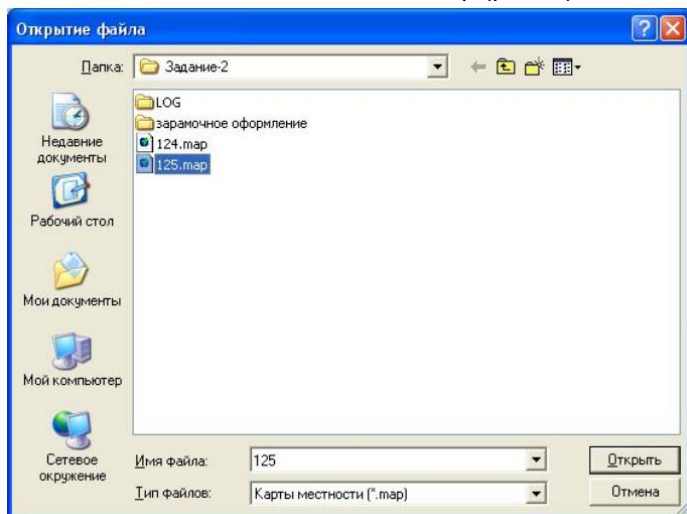 Открытие файла
Папка: Задание-2
LOG
зарамочное оформление
124.map
125.map
Недавние
документы
Рабочий стол
Мои документы
Мой компьютер
Сетевое
окружение
Имя файла: 125 Открыть
Тип файлов: Карты местности (*.map) Отмена